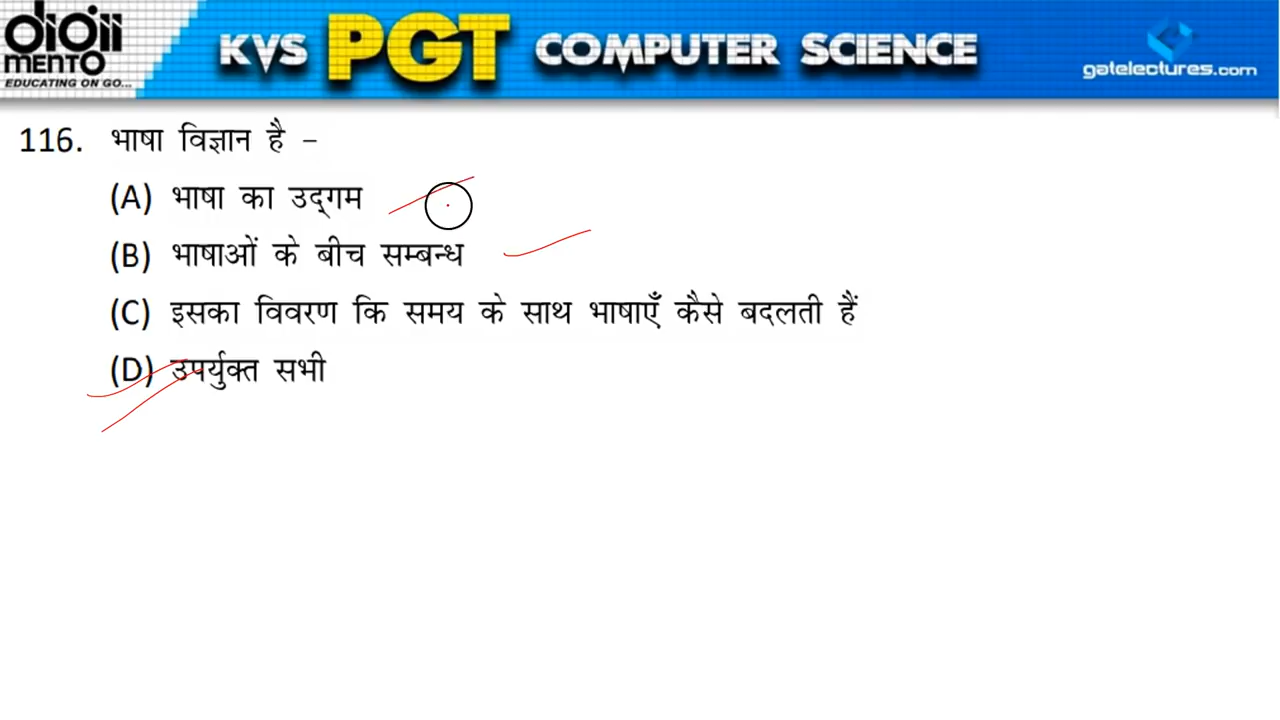 digii
MENTO
EDUCATING ON GO...
KVS PGT COMPUTER SCIENCE
gatelectures.com
116. भाषा विज्ञान है –
(A) भाषा का उद्गम
(B) भाषाओं के बीच सम्बन्ध
(C) इसका विवरण कि समय के साथ भाषाएँ कैसे बदलती हैं
(D) उपर्युक्त सभी